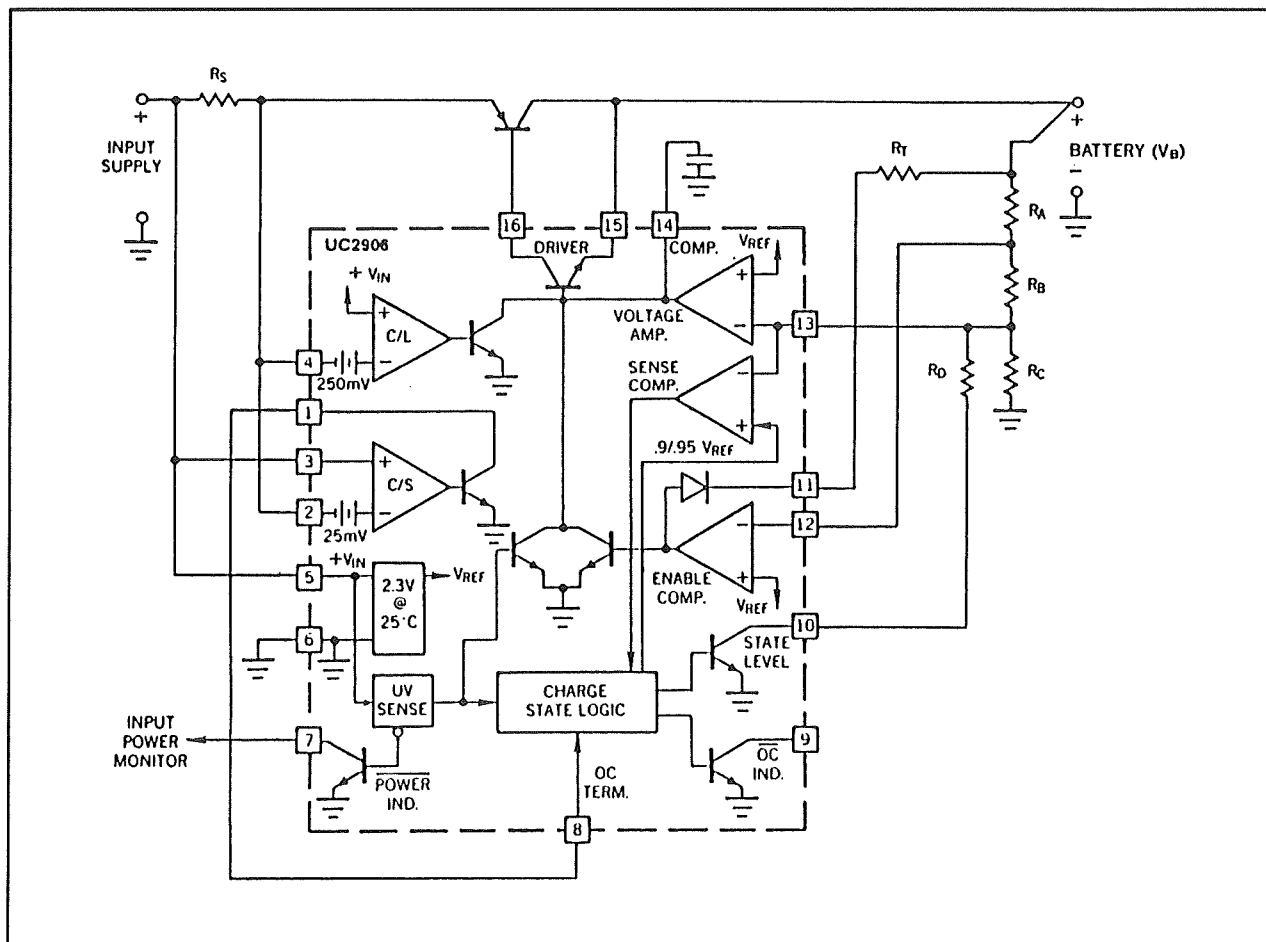 RS
+
INPUT
SUPPLY
RT
+
BATTERY (VB)
-
RA
RB
RC
RD
16
15
14
UC2906
DRIVER
COMP.
VREF
+ VIN
+
C/L
-
4
250mV
+
-
VOLTAGE
AMP.
13
1
SENSE
COMP.
-
+
.9/.95 VREF
3
+
C/S
-
2
25mV
11
12
-
+
ENABLE
COMP.
VREF
+VIN
5
2.3V
@
25°C
VREF
6
10
STATE
LEVEL
UV
SENSE
CHARGE
STATE LOGIC
INPUT
POWER
MONITOR
7
POWER
IND.
OC
TERM.
9
OC
IND.
8